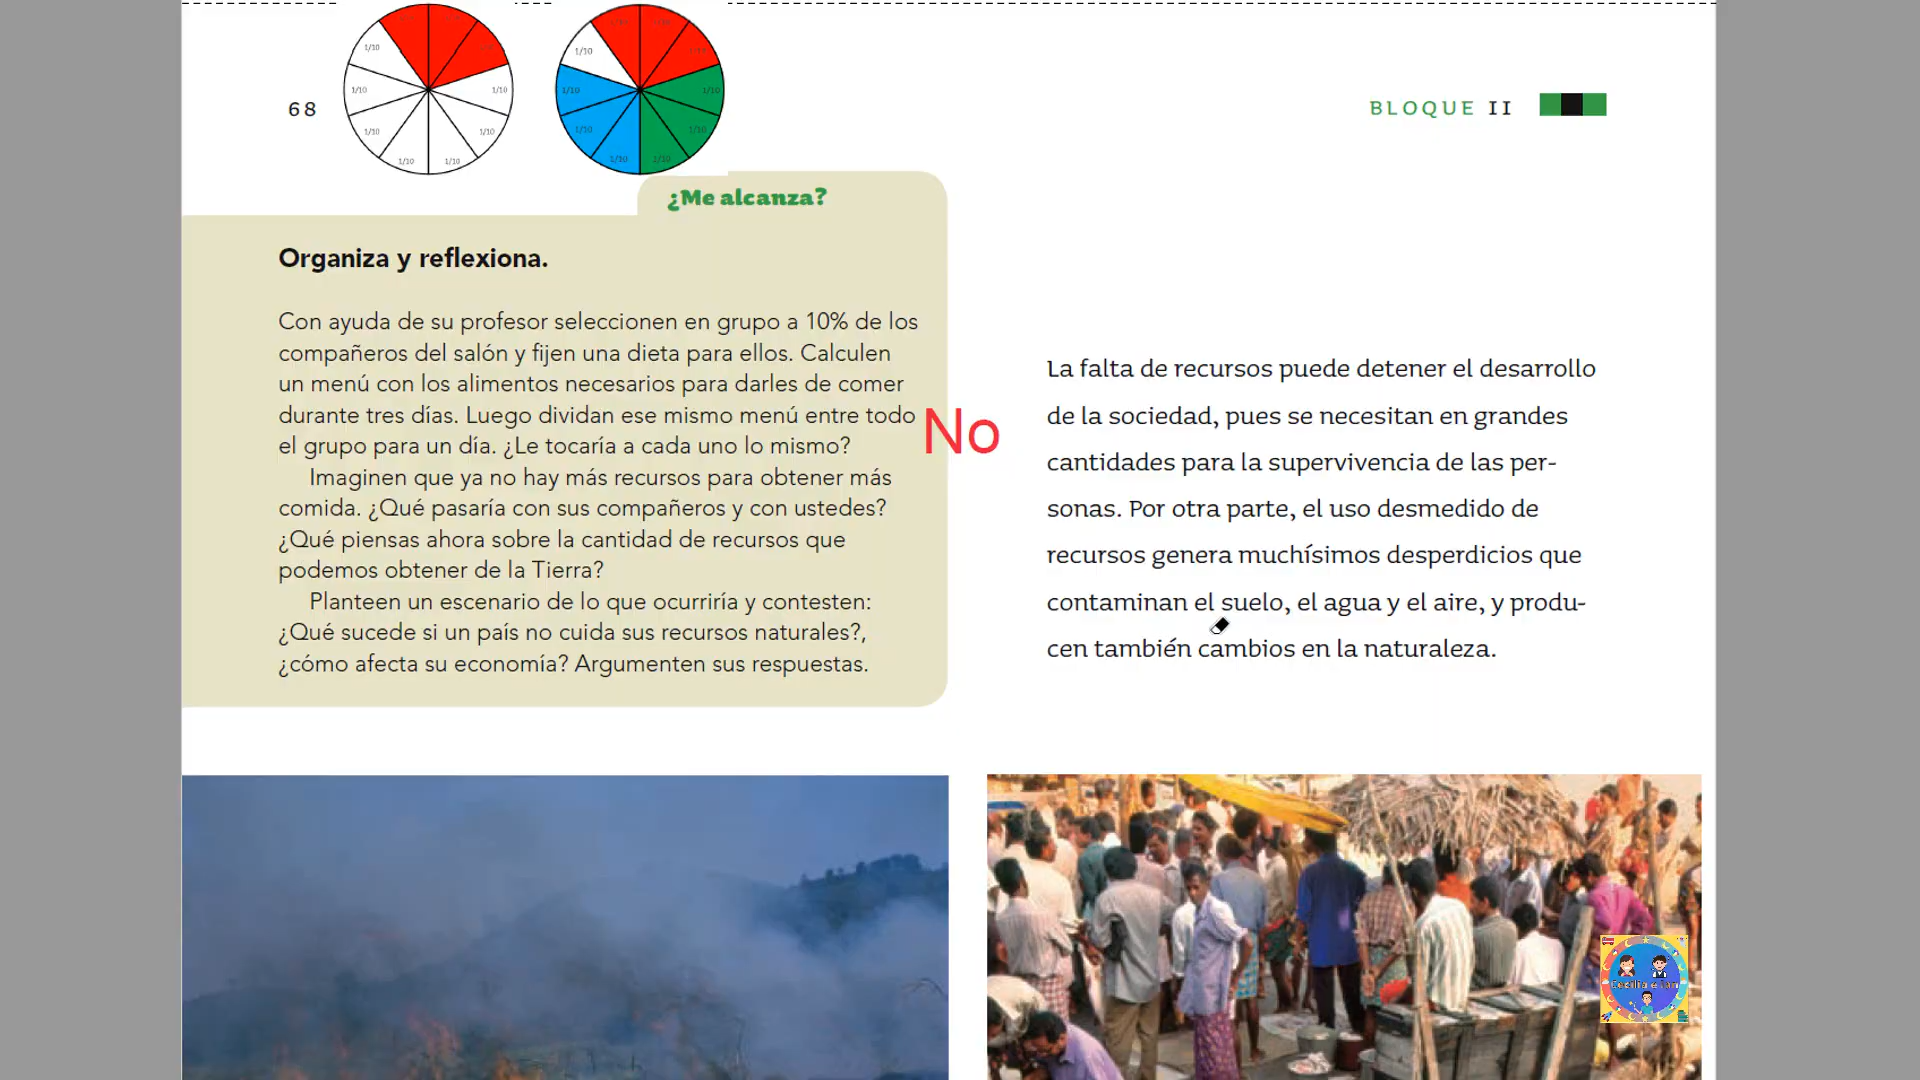 1/10
1/10
1/10
1/10
1/10
1/10
1/10
1/10
1/10
1/10
1/10
1/10
1/10
1/10
68
BLOQUE II
¿Me alcanza?
Organiza y reflexiona.
Con ayuda de su profesor seleccionen en grupo a 10% de los
compañeros del salón y fijen una dieta para ellos. Calculen
un menú con los alimentos necesarios para darles de comer
durante tres días. Luego dividan ese mismo menú entre todo
el grupo para un día. ¿Le tocaría a cada uno lo mismo?
No
Imaginen que ya no hay más recursos para obtener más
comida. ¿Qué pasaría con sus compañeros y con ustedes?
¿Qué piensas ahora sobre la cantidad de recursos que
podemos obtener de la Tierra?
Planteen un escenario de lo que ocurriría y contesten:
¿Qué sucede si un país no cuida sus recursos naturales?,
¿cómo afecta su economía? Argumenten sus respuestas.
La falta de recursos puede detener el desarrollo
de la sociedad, pues se necesitan en grandes
cantidades para la supervivencia de las per-
sonas. Por otra parte, el uso desmedido de
recursos genera muchísimos desperdicios que
contaminan el suelo, el agua y el aire, y produ-
cen también cambios en la naturaleza.
Cecilia e Ian